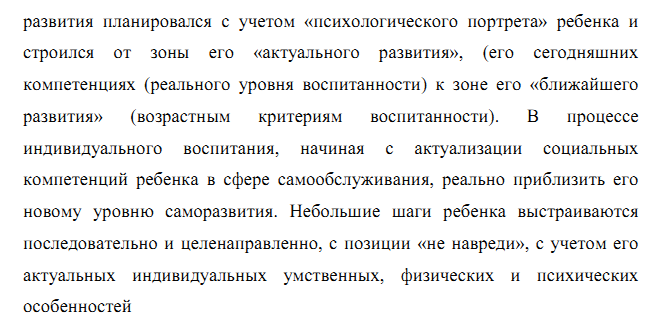 развития планировался с учетом «психологического портрета» ребенка и
строился от зоны его «актуального развития», (его сегодняшних
компетенциях (реального уровня воспитанности) к зоне его «ближайшего
развития» (возрастным критериям воспитанности). В процессе
индивидуального воспитания, начиная с актуализации социальных
компетенций ребенка в сфере самообслуживания, реально приблизить его
новому уровню саморазвития. Небольшие шаги ребенка выстраиваются
последовательно и целенаправленно, с позиции «не навреди», с учетом его
актуальных индивидуальных умственных, физических и психических
особенностей